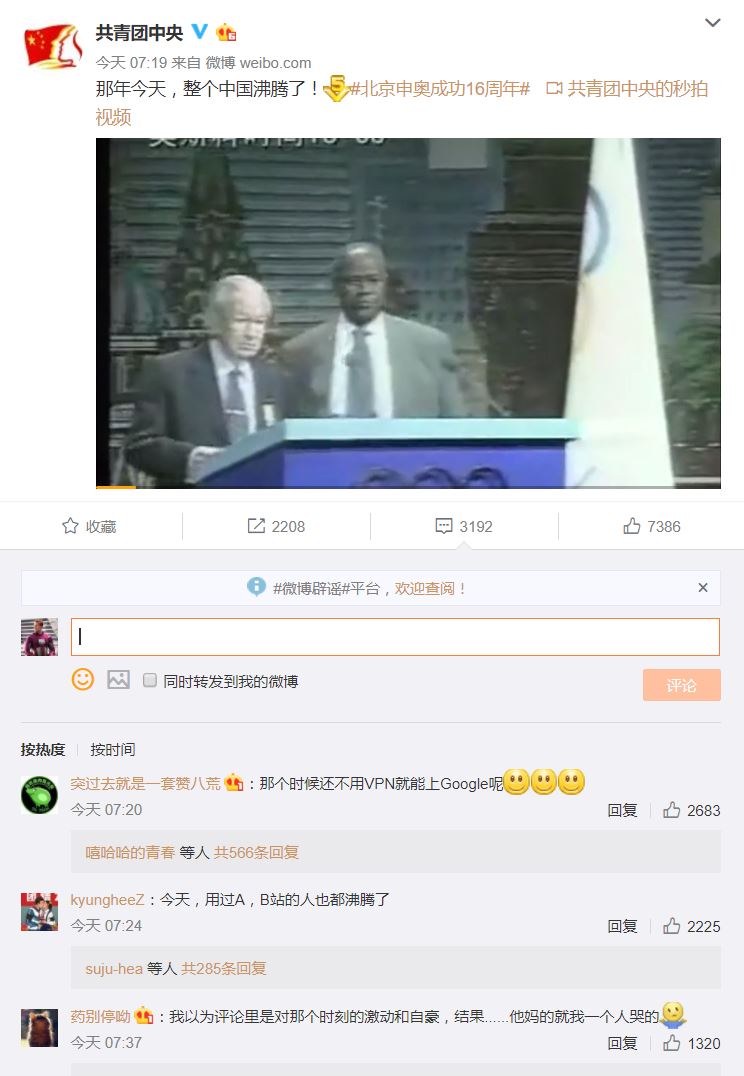 共青团中央
今天 07:19 来自 微博 weibo.com
那年今天，整个中国沸腾了！#北京申奥成功16周年# 共青团中央的秒拍
视频
收藏 2208 3192 7386
#微博辟谣#平台，欢迎查阅！
同时转发到我的微博 评论
按热度 按时间
突过去就是一套赞八荒：那个时候还不用VPN就能上Google呢
今天 07:20 回复 2683
嘻哈哈的青春 等人 共566条回复
kyungheeZ：今天，用过A，B站的人也都沸腾了
今天 07:24 回复 2225
suju-hea 等人 共285条回复
药别停呦：我以为评论里是对那个时刻的激动和自豪，结果......他妈的就我一个人哭的
今天 07:37 回复 1320